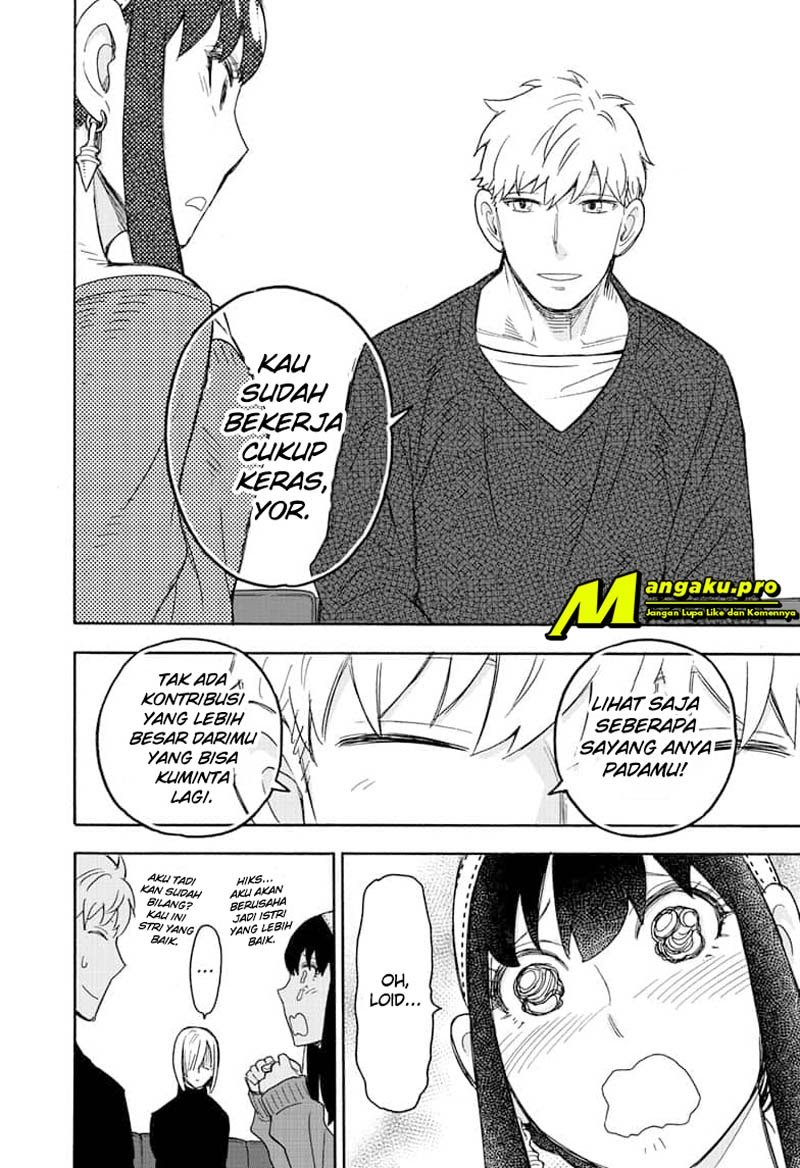 KAU
SUDAH
BEKERJA
CUKUP
KERAS,
YOR.
Mangaku.pro
Jangan Lupa Like dan Komennya
LIHAT SAJA
SEBERAPA
SAYANG ANYA
PADAMU!
TAK ADA
KONTRIBUSI
YANG LEBIH
BESAR DARIMU
YANG BISA
KUMINTA
LAGI.
OH,
LOID...
HIKS...
AKU AKAN
BERUSAHA
JADI ISTRI
YANG LEBIH
BAIK.
AKU TADI
KAN SUDAH
BILANG?
KAU INI
STRI YANG
BAIK.
...